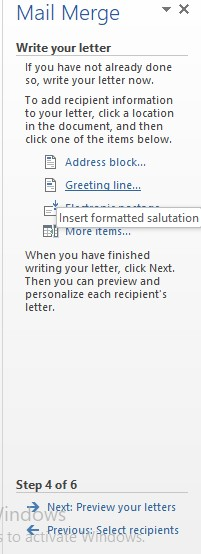 Mail Merge
Write your letter
If you have not already done
so, write your letter now.
To add recipient information
to your letter, click a location
in the document, and then
click one of the items below.
Address block...
Greeting line...
Insert formatted salutation
More items...
When you have finished
writing your letter, click Next.
Then you can preview and
personalize each recipient's
letter.
Step 4 of 6
Next: Preview your letters
Windows
Previous: Select recipients
s to activate Windows.